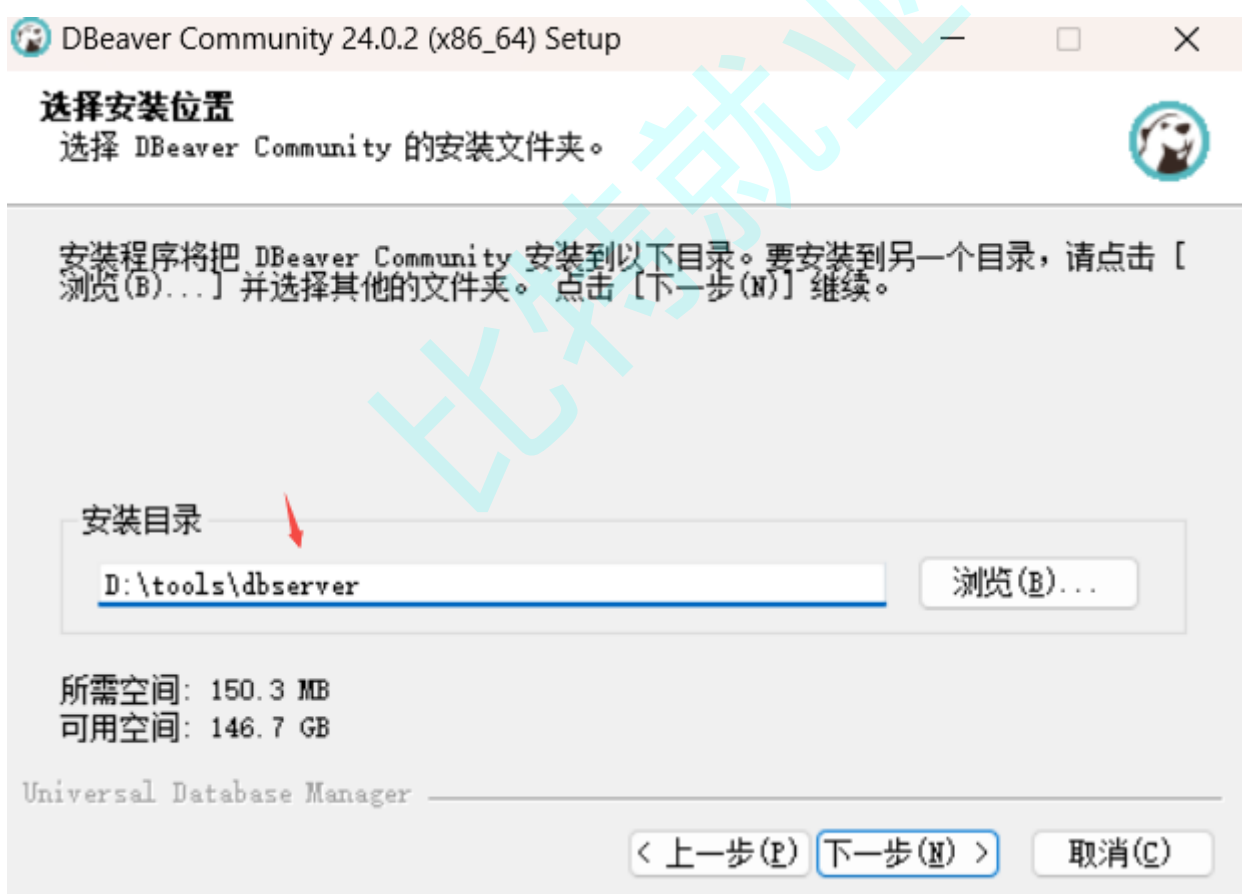 DBeaver Community 24.0.2 (x86_64) Setup
选择安装位置
选择 DBeaver Community 的安装文件夹。
安装程序将把 DBeaver Community 安装到以下目录。要安装到另一个目录，请点击 [
浏览(B)...] 并选择其他的文件夹。 点击 [下一步(N)] 继续。
安装目录
D:\tools\dbserver
浏览(B)...
所需空间: 150.3 MB
可用空间: 146.7 GB
Universal Database Manager
< 上一步(P)
下一步(N) >
取消(C)
比特就业